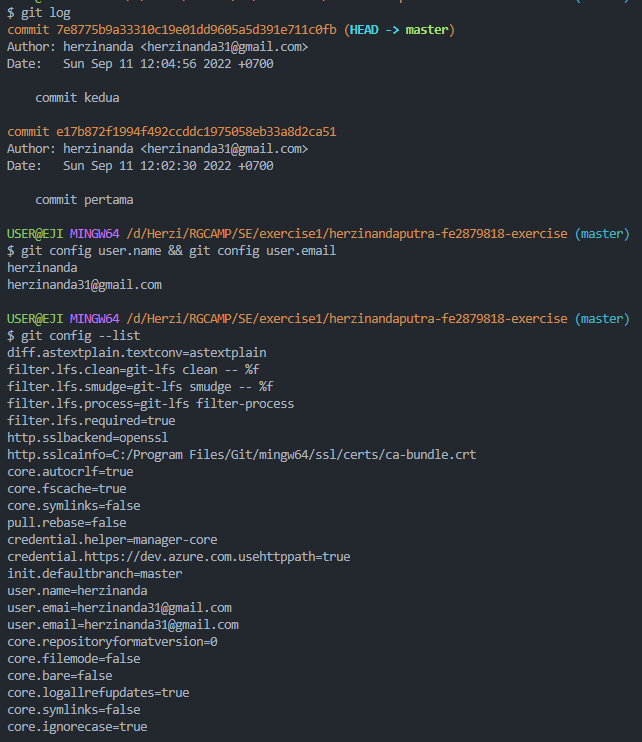 $ git log
commit 7e8775b9a33310c19e01dd9605a5d391e711c0fb (HEAD -> master)
Author: herzinanda <herzinanda31@gmail.com>
Date:   Sun Sep 11 12:04:56 2022 +0700
    commit kedua
commit e17b872f1994f492ccddc1975058eb33a8d2ca51
Author: herzinanda <herzinanda31@gmail.com>
Date:   Sun Sep 11 12:02:30 2022 +0700
    commit pertama
USER@EJI MINGW64 /d/Herzi/RGCAMP/SE/exercise1/herzinandaputra-fe2879818-exercise (master)
$ git config user.name && git config user.email
herzinanda
herzinanda31@gmail.com
USER@EJI MINGW64 /d/Herzi/RGCAMP/SE/exercise1/herzinandaputra-fe2879818-exercise (master)
$ git config --list
diff.astextplain.textconv=astextplain
filter.lfs.clean=git-lfs clean -- %f
filter.lfs.smudge=git-lfs smudge -- %f
filter.lfs.process=git-lfs filter-process
filter.lfs.required=true
http.sslbackend=openssl
http.sslcainfo=C:/Program Files/Git/mingw64/ssl/certs/ca-bundle.crt
core.autocrlf=true
core.fscache=true
core.symlinks=false
pull.rebase=false
credential.helper=manager-core
credential.https://dev.azure.com.usehttppath=true
init.defaultbranch=master
user.name=herzinanda
user.emai=herzinanda31@gmail.com
user.email=herzinanda31@gmail.com
core.repositoryformatversion=0
core.filemode=false
core.bare=false
core.logallrefupdates=true
core.symlinks=false
core.ignorecase=true